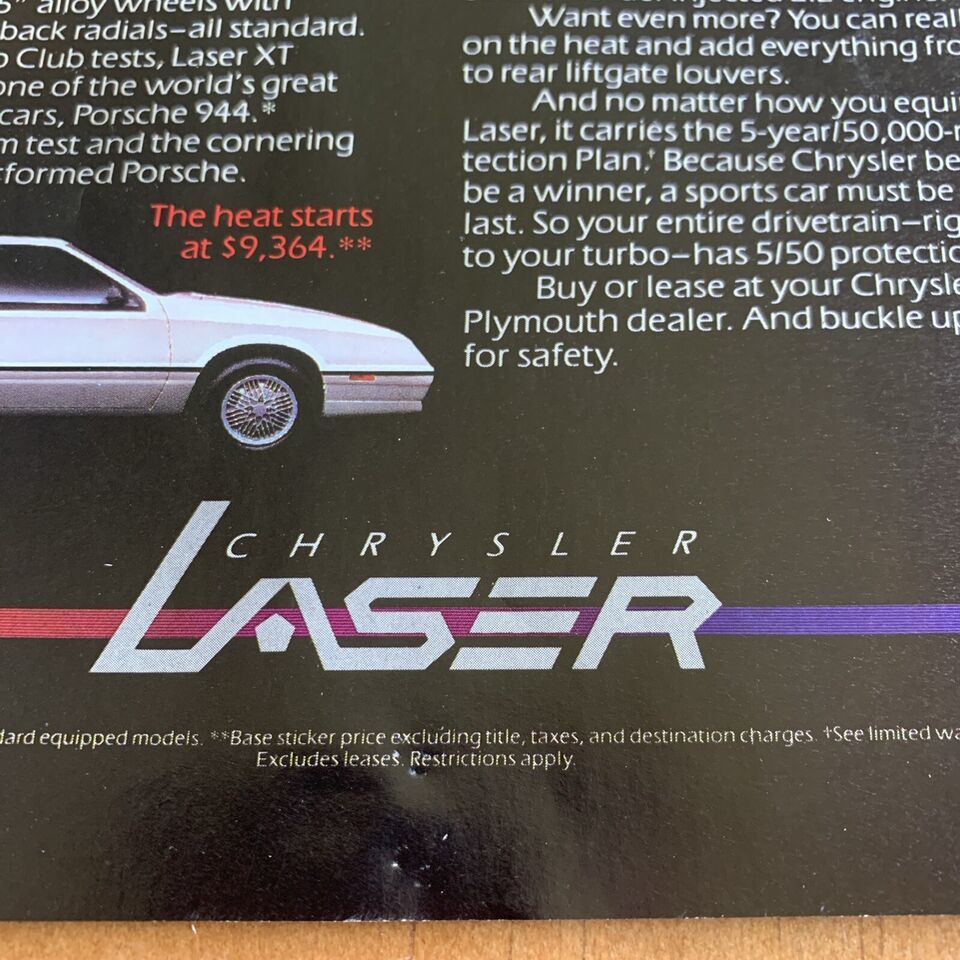 alloy wheels with
back radials–all standard.
Club tests, Laser XT
one of the world's great
cars, Porsche 944.*
test and the cornering
Porsche.
The heat starts
at $9,364.**
Want even more? You can
on the heat and add everything
to rear liftgate louvers.
And no matter how you
Laser, it carries the 5-year/50,000-
tection Plan.† Because Chrysler
be a winner, a sports car must be
last. So your entire drivetrain–
to your turbo–has 5/50
Buy or lease at your
Plymouth dealer. And buckle
for safety.
CHRYSLER
LASER
equipped models. **Base sticker price excluding title, taxes, and destination charges. †See limited
Excludes leases. Restrictions apply.